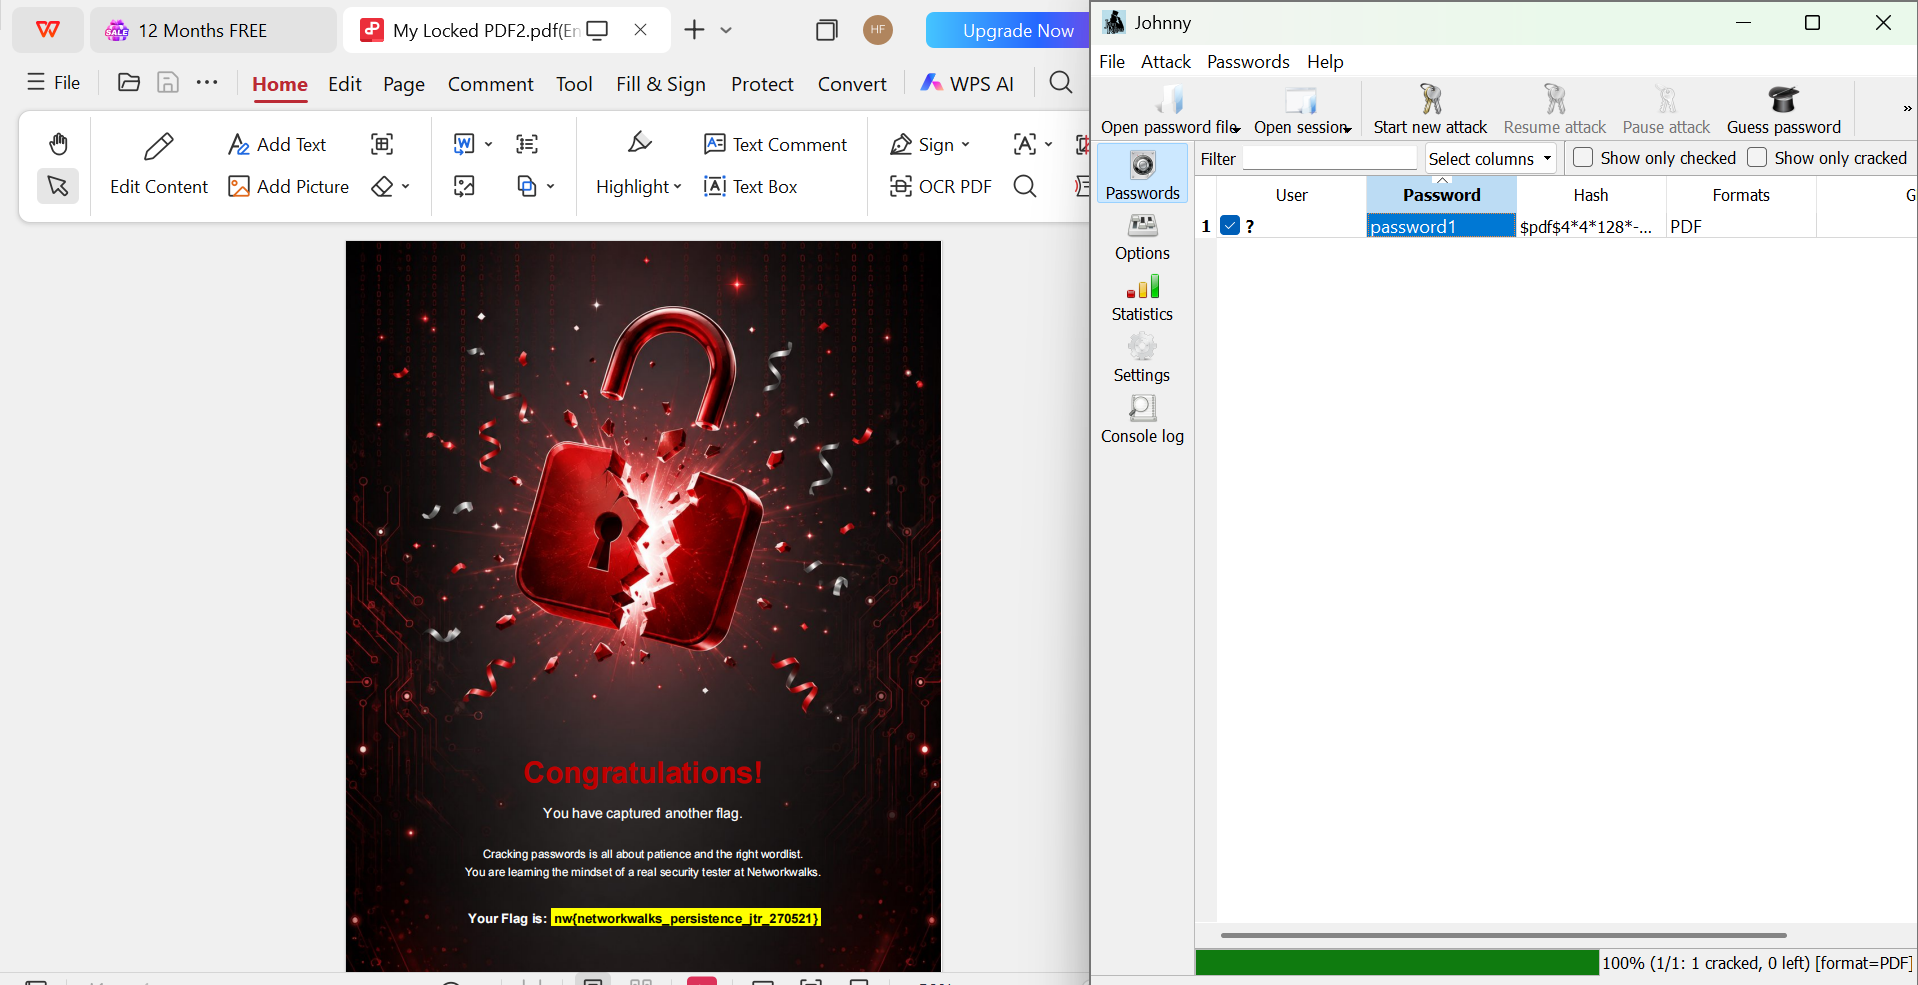 12 Months FREE
My Locked PDF2.pdf(En
HF
Upgrade Now
File
Home
Edit
Page
Comment
Tool
Fill & Sign
Protect
Convert
WPS AI
Add Text
Text Comment
Sign
Edit Content
Add Picture
Highlight
Text Box
OCR PDF
SALE
Congratulations!
You have captured another flag.
Cracking passwords is all about patience and the right wordlist.
You are learning the mindset of a real security tester at Networkwalks.
Your Flag is: nw{networkwalks_persistence_jtr_270521}
Johnny
File Attack Passwords Help
Open password file
Open session
Start new attack
Resume attack
Pause attack
Guess password
»
Filter
Select columns
Show only checked
Show only cracked
Passwords
Options
Statistics
Settings
Console log
User Password Hash Formats G
1 ? password1 $pdf$4*4*128*-... PDF
100% (1/1: 1 cracked, 0 left) [format=PDF]